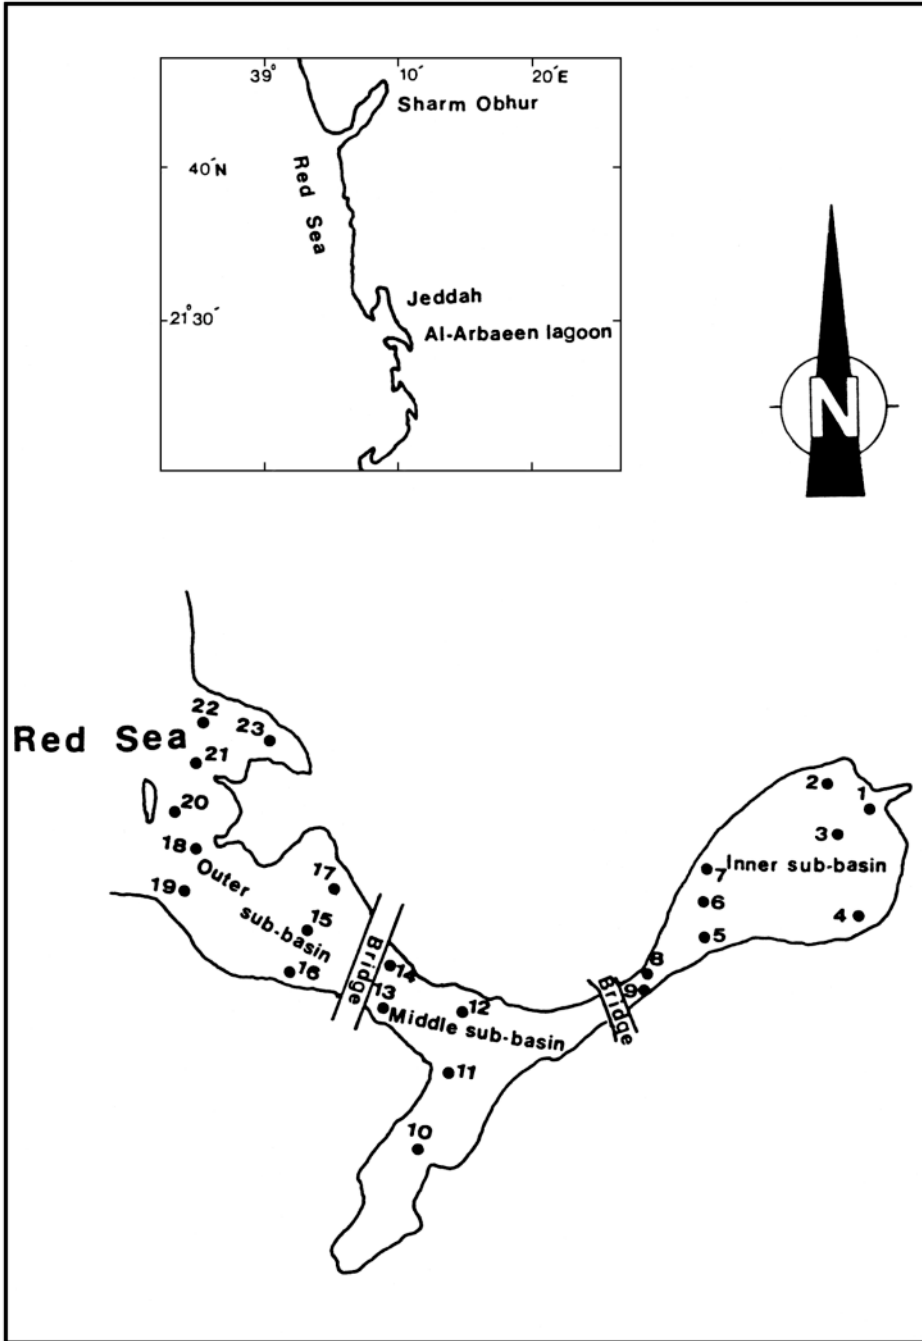 39° 10´ 20´E
Sharm Obhur
40´N
Red Sea
Jeddah
21°30´
Al-Arbaeen lagoon
N
22
23
Red Sea
21
20
2
1
18
3
Outer
sub-basin
17
7
Inner sub-basin
19
6
15
4
5
16
Bridge
14
8
13
9
Bridge
12
Middle sub-basin
11
10